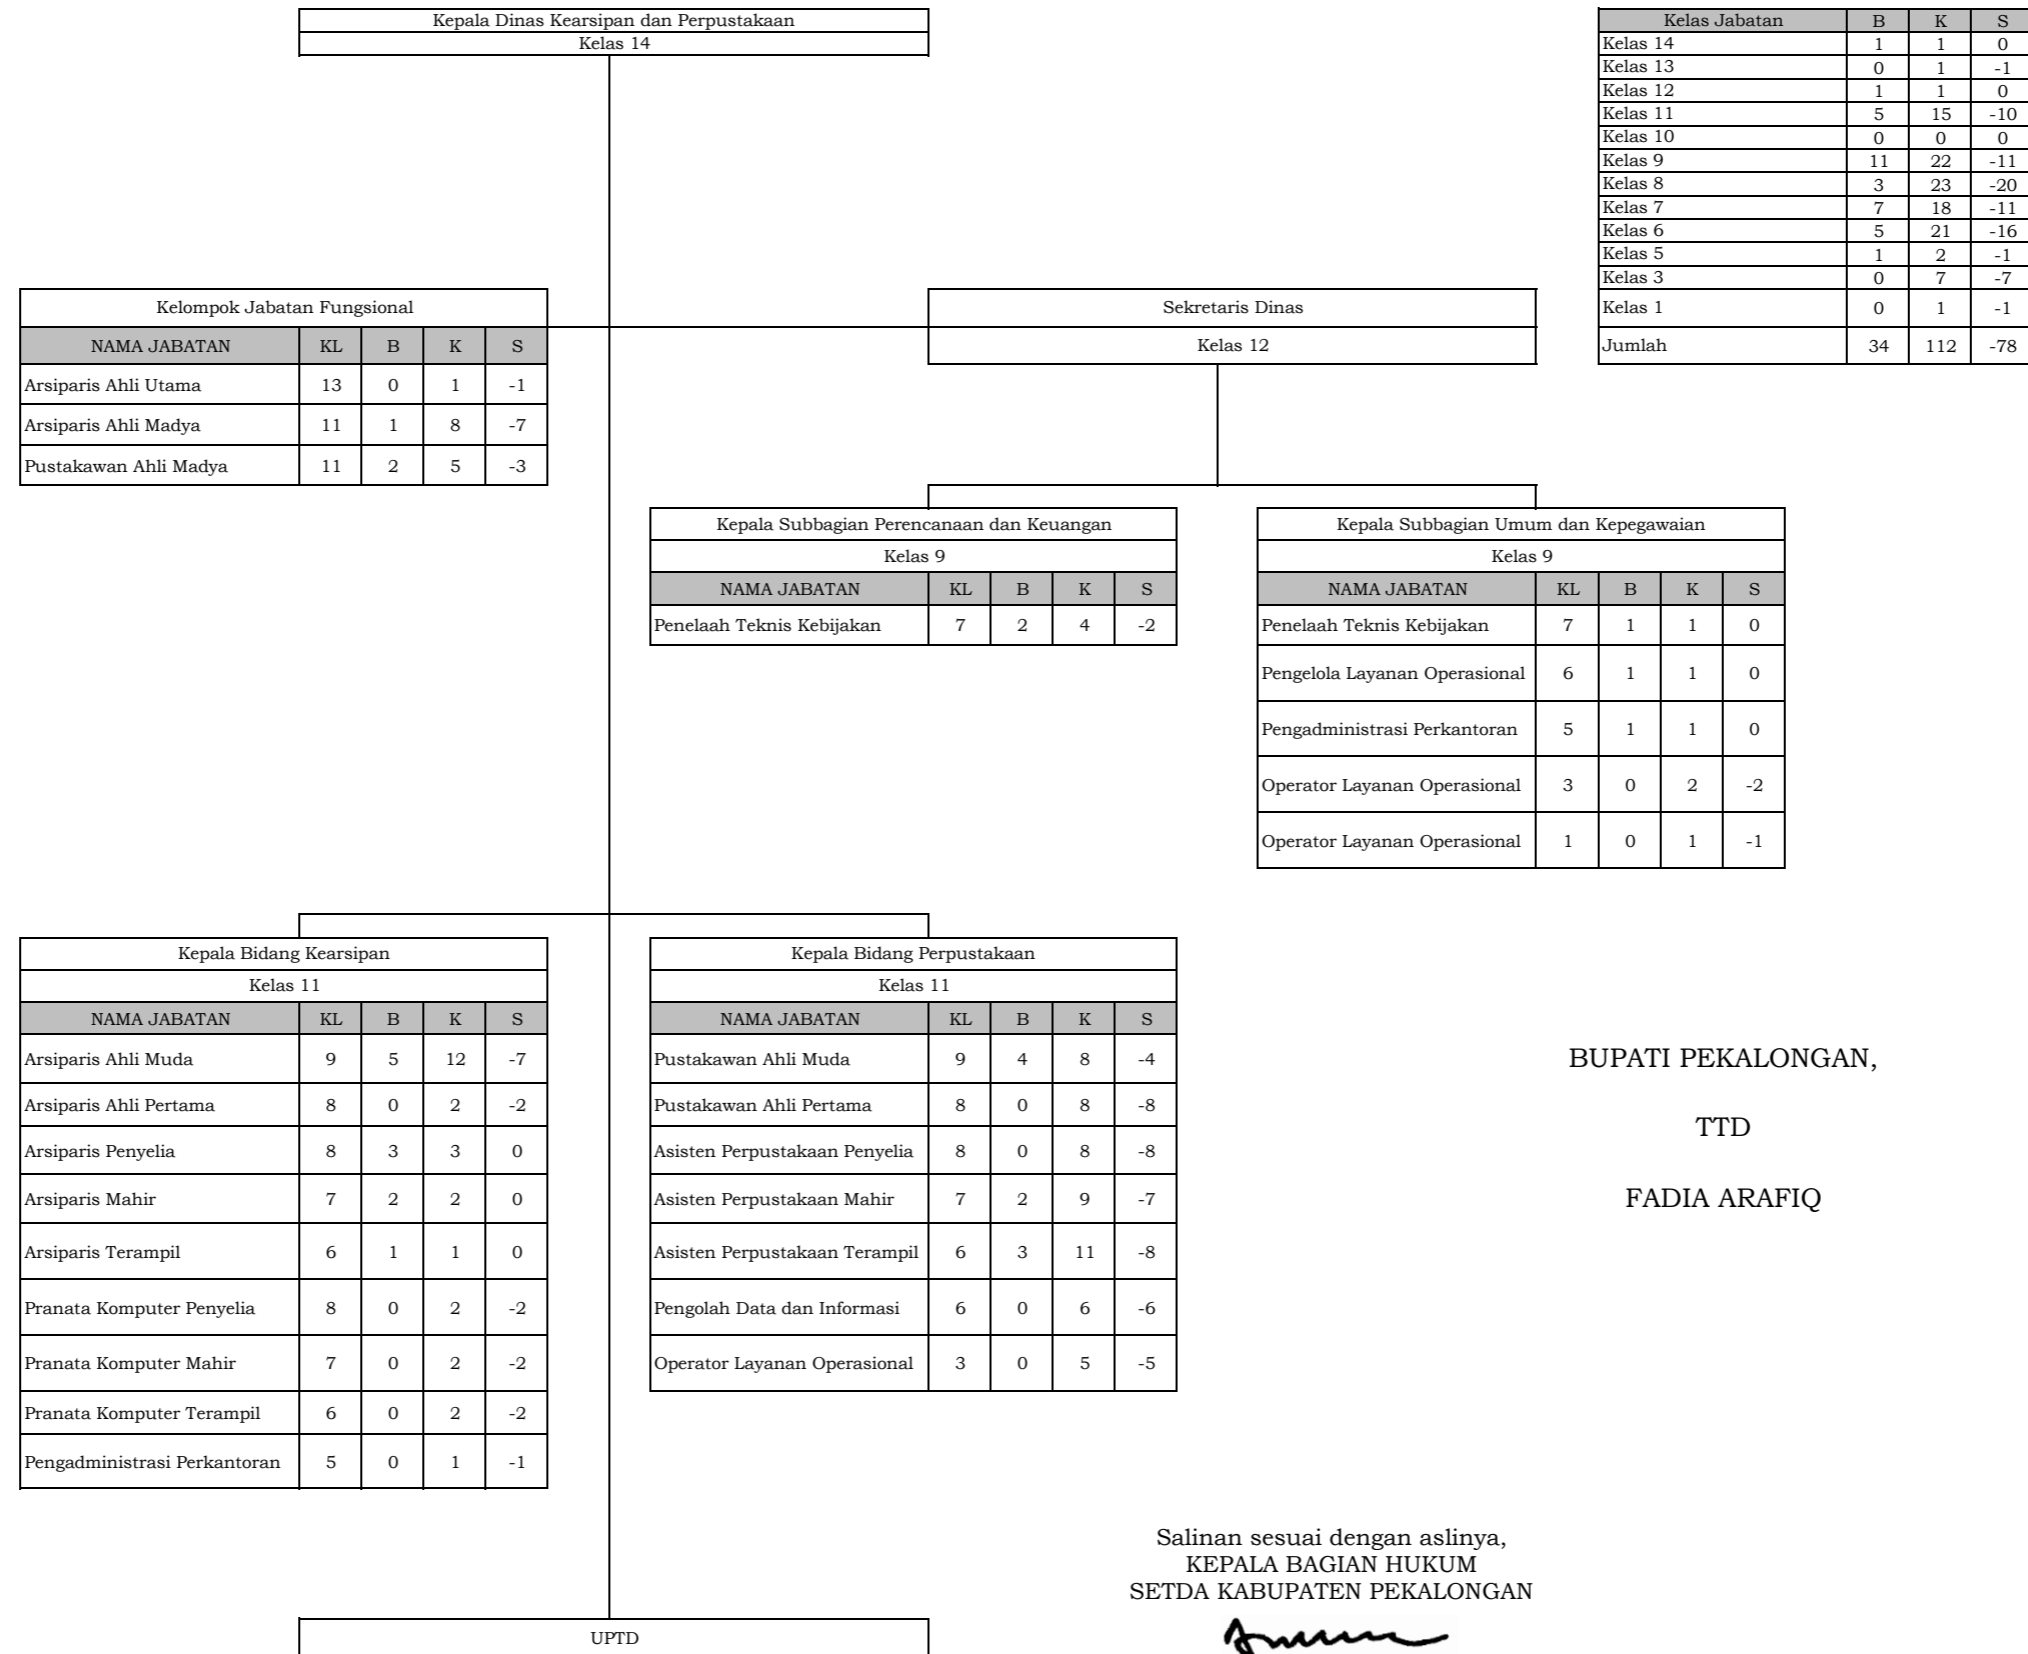 Kepala Dinas Kearsipan dan Perpustakaan
Kelas 14
Kelas Jabatan B K S
Kelas 14 1 1 0
Kelas 13 0 1 -1
Kelas 12 1 1 0
Kelas 11 5 15 -10
Kelas 10 0 0 0
Kelas 9 11 22 -11
Kelas 8 3 23 -20
Kelas 7 7 18 -11
Kelas 6 5 21 -16
Kelas 5 1 2 -1
Kelas 3 0 7 -7
Kelas 1 0 1 -1
Jumlah 34 112 -78
Kelompok Jabatan Fungsional
NAMA JABATAN KL B K S
Arsiparis Ahli Utama 13 0 1 -1
Arsiparis Ahli Madya 11 1 8 -7
Pustakawan Ahli Madya 11 2 5 -3
Sekretaris Dinas
Kelas 12
Kepala Subbagian Perencanaan dan Keuangan
Kelas 9
NAMA JABATAN KL B K S
Penelaah Teknis Kebijakan 7 2 4 -2
Kepala Subbagian Umum dan Kepegawaian
Kelas 9
NAMA JABATAN KL B K S
Penelaah Teknis Kebijakan 7 1 1 0
Pengelola Layanan Operasional 6 1 1 0
Pengadministrasi Perkantoran 5 1 1 0
Operator Layanan Operasional 3 0 2 -2
Operator Layanan Operasional 1 0 1 -1
Kepala Bidang Kearsipan
Kelas 11
NAMA JABATAN KL B K S
Arsiparis Ahli Muda 9 5 12 -7
Arsiparis Ahli Pertama 8 0 2 -2
Arsiparis Penyelia 8 3 3 0
Arsiparis Mahir 7 2 2 0
Arsiparis Terampil 6 1 1 0
Pranata Komputer Penyelia 8 0 2 -2
Pranata Komputer Mahir 7 0 2 -2
Pranata Komputer Terampil 6 0 2 -2
Pengadministrasi Perkantoran 5 0 1 -1
Kepala Bidang Perpustakaan
Kelas 11
NAMA JABATAN KL B K S
Pustakawan Ahli Muda 9 4 8 -4
Pustakawan Ahli Pertama 8 0 8 -8
Asisten Perpustakaan Penyelia 8 0 8 -8
Asisten Perpustakaan Mahir 7 2 9 -7
Asisten Perpustakaan Terampil 6 3 11 -8
Pengolah Data dan Informasi 6 0 6 -6
Operator Layanan Operasional 3 0 5 -5
BUPATI PEKALONGAN,
TTD
FADIA ARAFIQ
Salinan sesuai dengan aslinya,
KEPALA BAGIAN HUKUM
SETDA KABUPATEN PEKALONGAN
UPTD